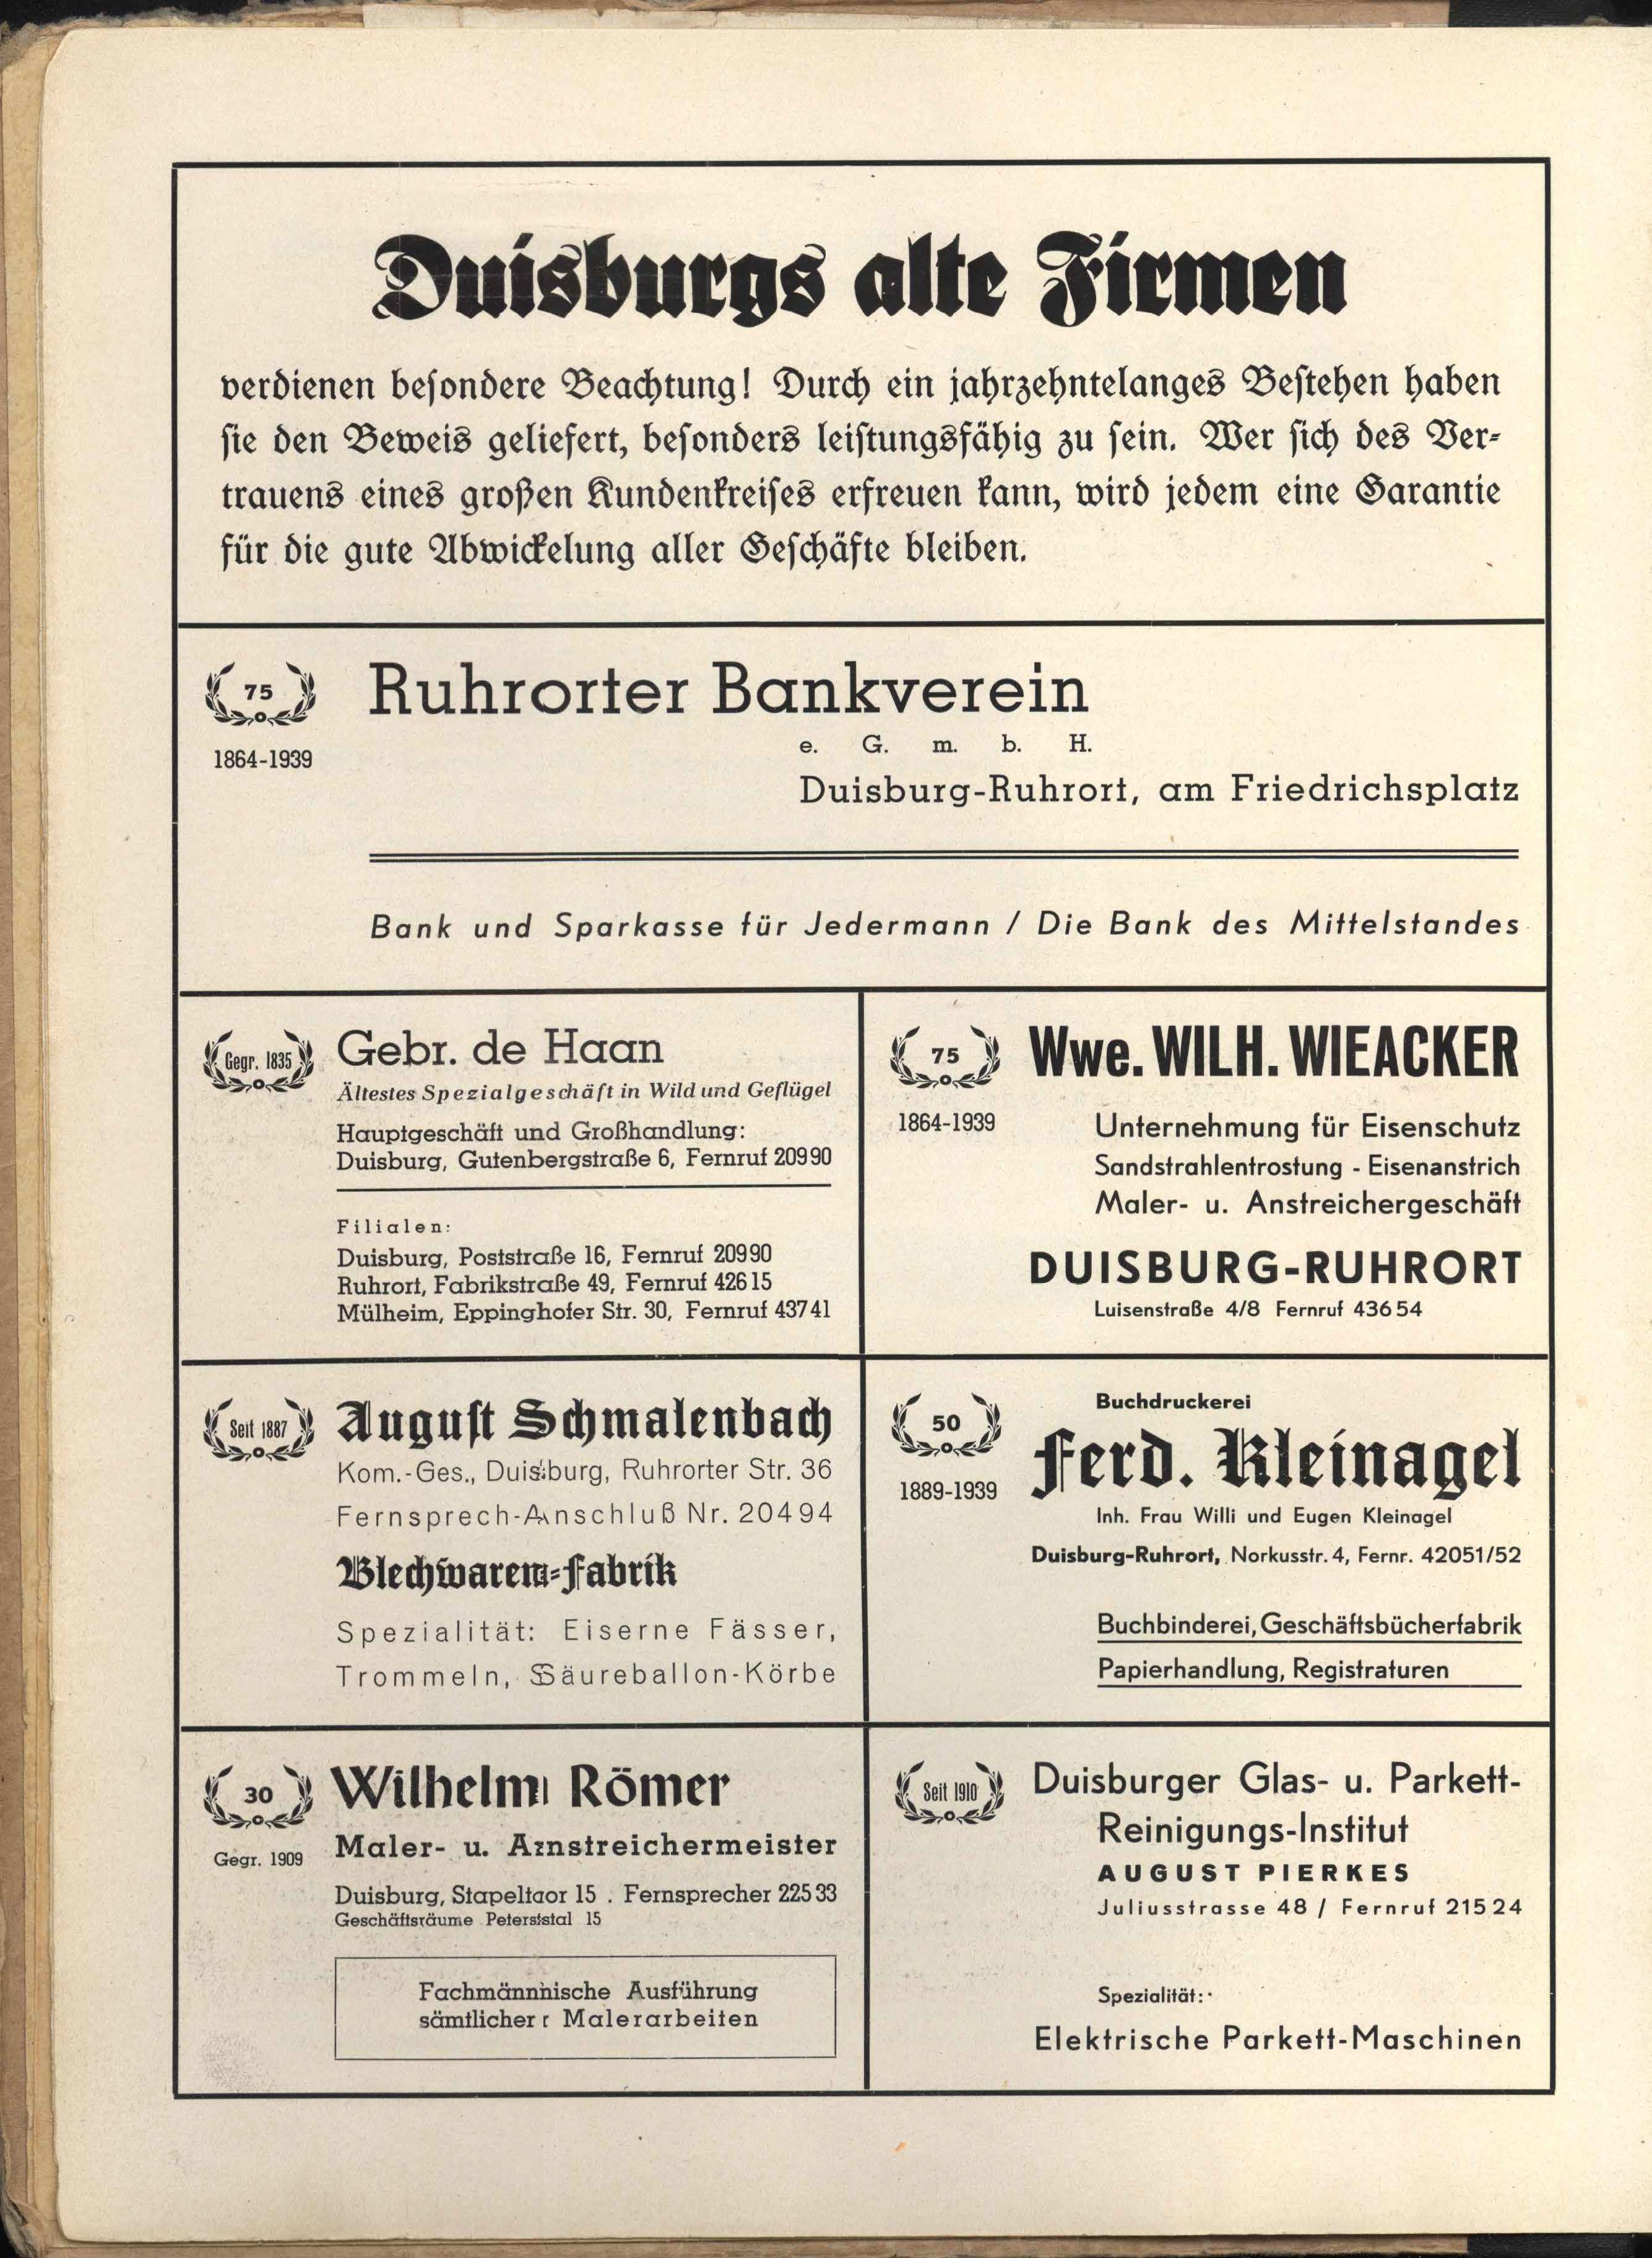 Duisburgs alte Firmen
verdienen besondere Beachtung! Durch ein jahrzehntelanges Bestehen haben
sie den Beweis geliefert, besonders leistungsfähig zu sein. Wer sich des Ver-
trauens eines großen Kundenkreises erfreuen kann, wird jedem eine Garantie
für die gute Abwickelung aller Geschäfte bleiben.
75
1864-1939
Ruhrorter Bankverein
e. G. m. b. H.
Duisburg-Ruhrort, am Friedrichsplatz
Bank und Sparkasse für Jedermann / Die Bank des Mittelstandes
Gegr. 1835
Gebr. de Haan
Ältestes Spezialgeschäft in Wild und Geflügel
Hauptgeschäft und Großhandlung:
Duisburg, Gutenbergstraße 6, Fernruf 20990
Filialen:
Duisburg, Poststraße 16, Fernruf 20990
Ruhrort, Fabrikstraße 49, Fernruf 42615
Mülheim, Eppinghofer Str. 30, Fernruf 43741
75
1864-1939
Wwe. WILH. WIEACKER
Unternehmung für Eisenschutz
Sandstrahlentrostung - Eisenanstrich
Maler- u. Anstreichergeschäft
DUISBURG-RUHRORT
Luisenstraße 4/8 Fernruf 43654
Seit 1887
August Schmalenbach
Kom.-Ges., Duisburg, Ruhrorter Str. 36
Fernsprech-Anschluß Nr. 20494
Blechwaren-Fabrik
Spezialität: Eiserne Fässer,
Trommeln, Säureballon-Körbe
50
1889-1939
Buchdruckerei
Ferd. Kleinagel
Inh. Frau Willi und Eugen Kleinagel
Duisburg-Ruhrort, Norkusstr. 4, Fernr. 42051/52
Buchbinderei, Geschäftsbücherfabrik
Papierhandlung, Registraturen
30
Gegr. 1909
Wilhelm Römer
Maler- u. Anstreichermeister
Duisburg, Stapeltor 15 . Fernsprecher 22533
Geschäftsräume Peterstal 15
Fachmännische Ausführung
sämtlicher Malerarbeiten
Seit 1910
Duisburger Glas- u. Parkett-
Reinigungs-Institut
AUGUST PIERKES
Juliusstrasse 48 / Fernruf 21524
Spezialität:
Elektrische Parkett-Maschinen